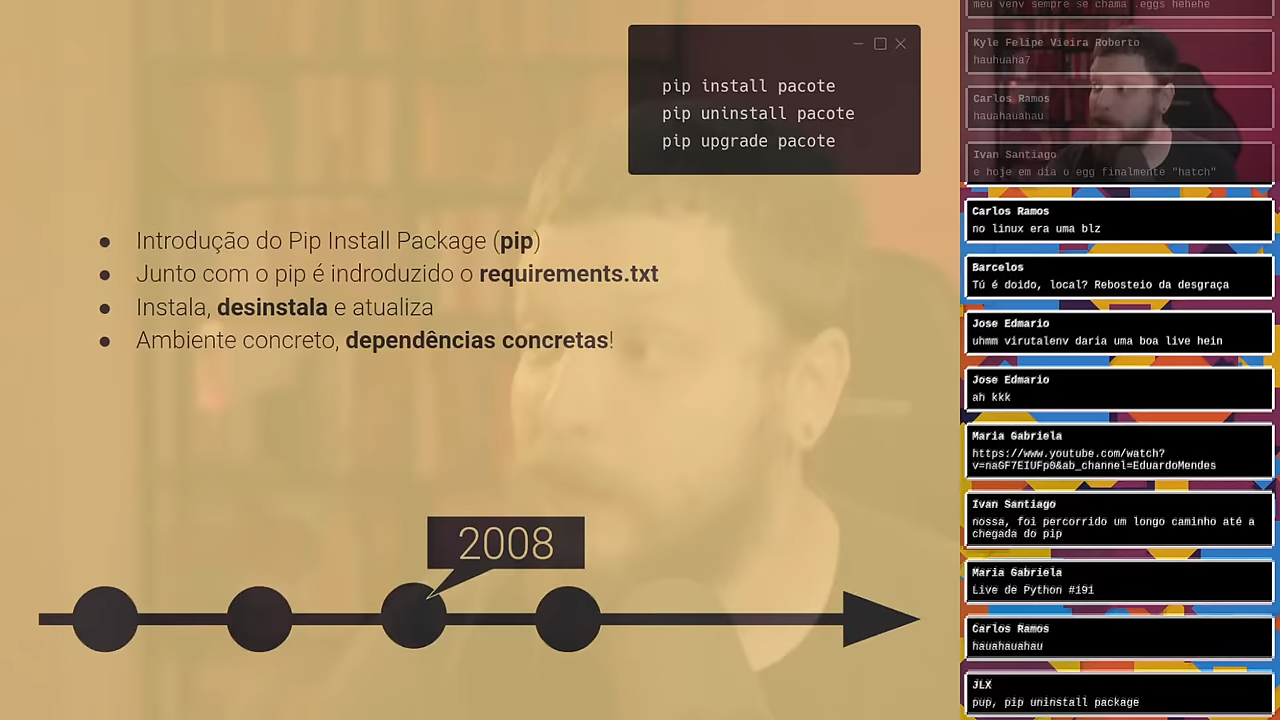 pip install pacote
pip uninstall pacote
pip upgrade pacote
● Introdução do Pip Install Package (pip)
● Junto com o pip é indroduzido o requirements.txt
● Instala, desinstala e atualiza
● Ambiente concreto, dependências concretas!
2008
meu venv sempre se chama .eggs hehehe
Kyle Felipe Vieira Roberto
hauhuaha7
Carlos Ramos
hauahauahau
Ivan Santiago
e hoje em dia o egg finalmente "hatch"
Carlos Ramos
no linux era uma blz
Barcelos
Tú é doido, local? Rebosteio da desgraça
Jose Edmario
uhmm virutalenv daria uma boa live hein
Jose Edmario
ah kkk
Maria Gabriela
https://www.youtube.com/watch?
v=naGF7EIUFp0&ab_channel=EduardoMendes
Ivan Santiago
nossa, foi percorrido um longo caminho até a
chegada do pip
Maria Gabriela
Live de Python #191
Carlos Ramos
hauahauahau
JLX
pup, pip uninstall package